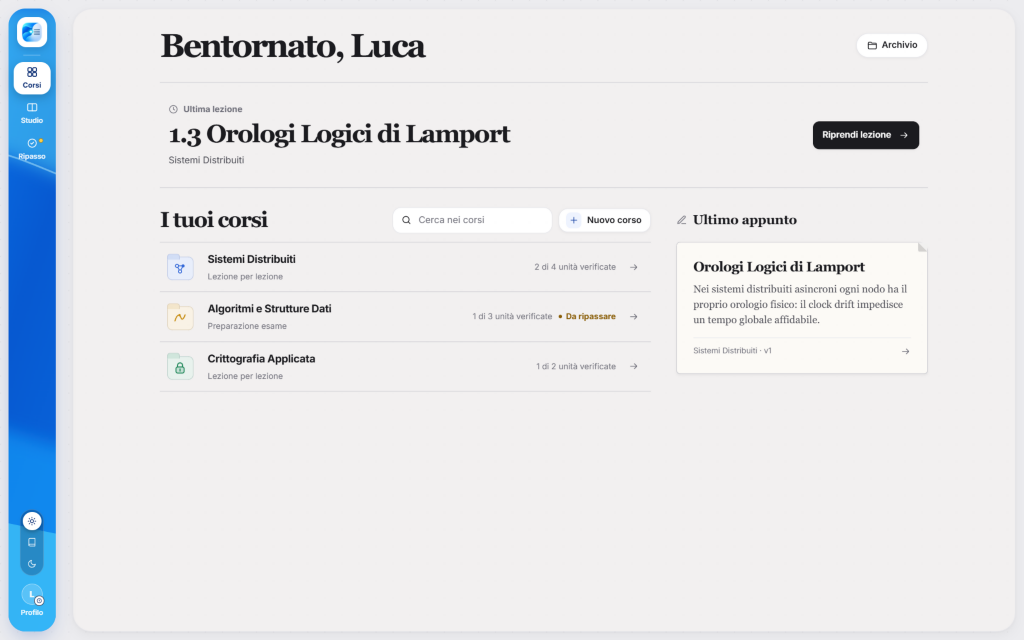 Corsi
Studio
Ripasso
L
Profilo
Bentornato, Luca
Archivio
Ultima lezione
1.3 Orologi Logici di Lamport
Sistemi Distribuiti
Riprendi lezione
I tuoi corsi
Cerca nei corsi
Nuovo corso
Sistemi Distribuiti
Lezione per lezione
2 di 4 unità verificate
Algoritmi e Strutture Dati
Preparazione esame
1 di 3 unità verificate • Da ripassare
Crittografia Applicata
Lezione per lezione
1 di 2 unità verificate
Ultimo appunto
Orologi Logici di Lamport
Nei sistemi distribuiti asincroni ogni nodo ha il
proprio orologio fisico: il clock drift impedisce
un tempo globale affidabile.
Sistemi Distribuiti · v1